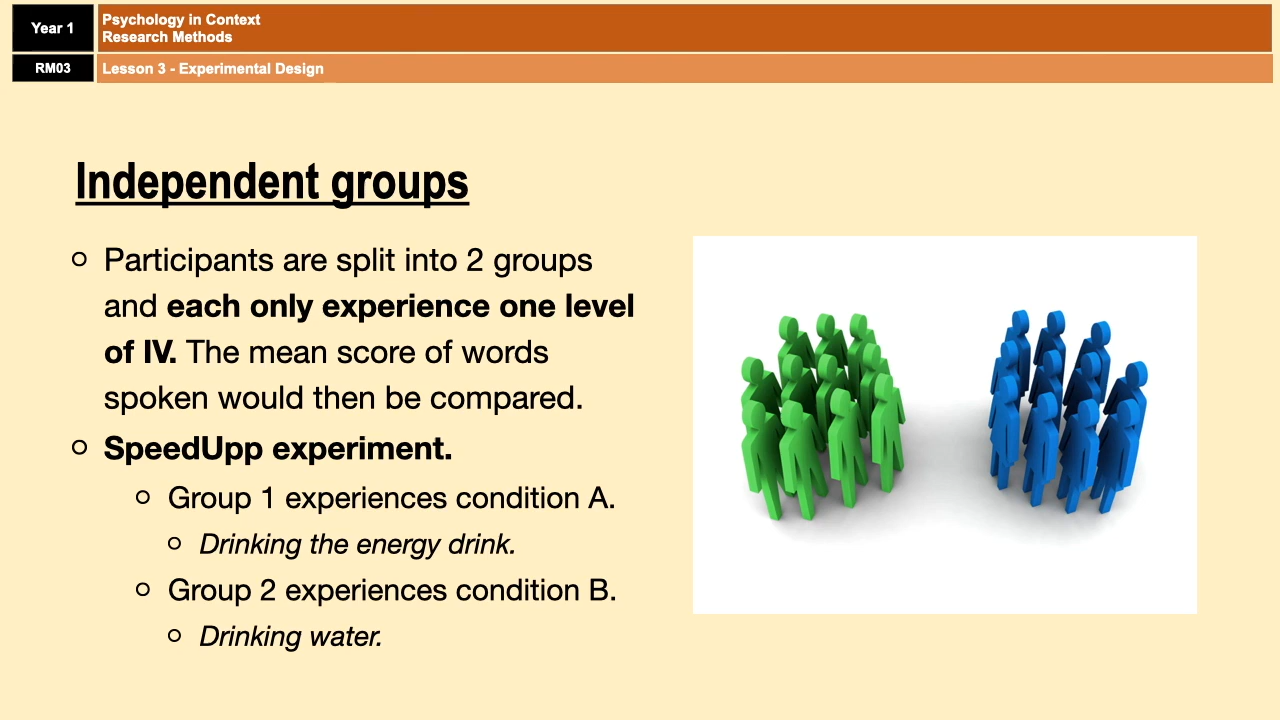 Year 1
Psychology in Context
Research Methods
RM03
Lesson 3 - Experimental Design
Independent groups
Participants are split into 2 groups
and each only experience one level
of IV. The mean score of words
spoken would then be compared.
SpeedUpp experiment.
Group 1 experiences condition A.
Drinking the energy drink.
Group 2 experiences condition B.
Drinking water.